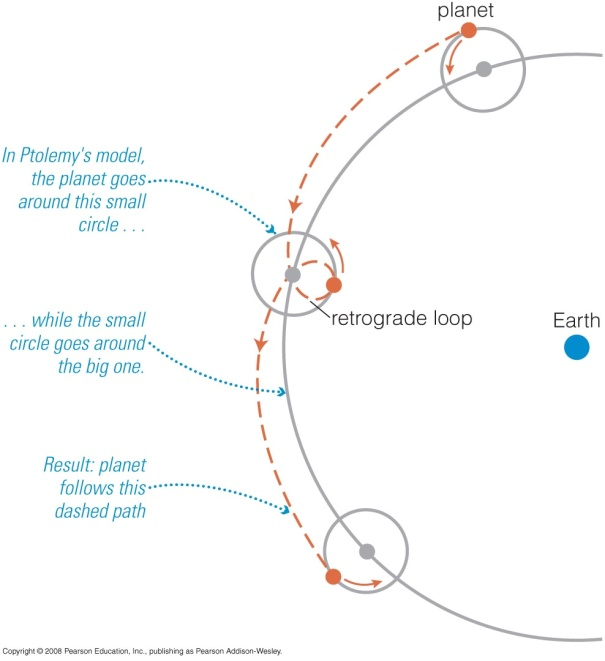 planet
In Ptolemy's model,
the planet goes
around this small
circle . . .
retrograde loop
Earth
. . . while the small
circle goes around
the big one.
Result: planet
follows this
dashed path
Copyright © 2008 Pearson Education, Inc., publishing as Pearson Addison-Wesley.